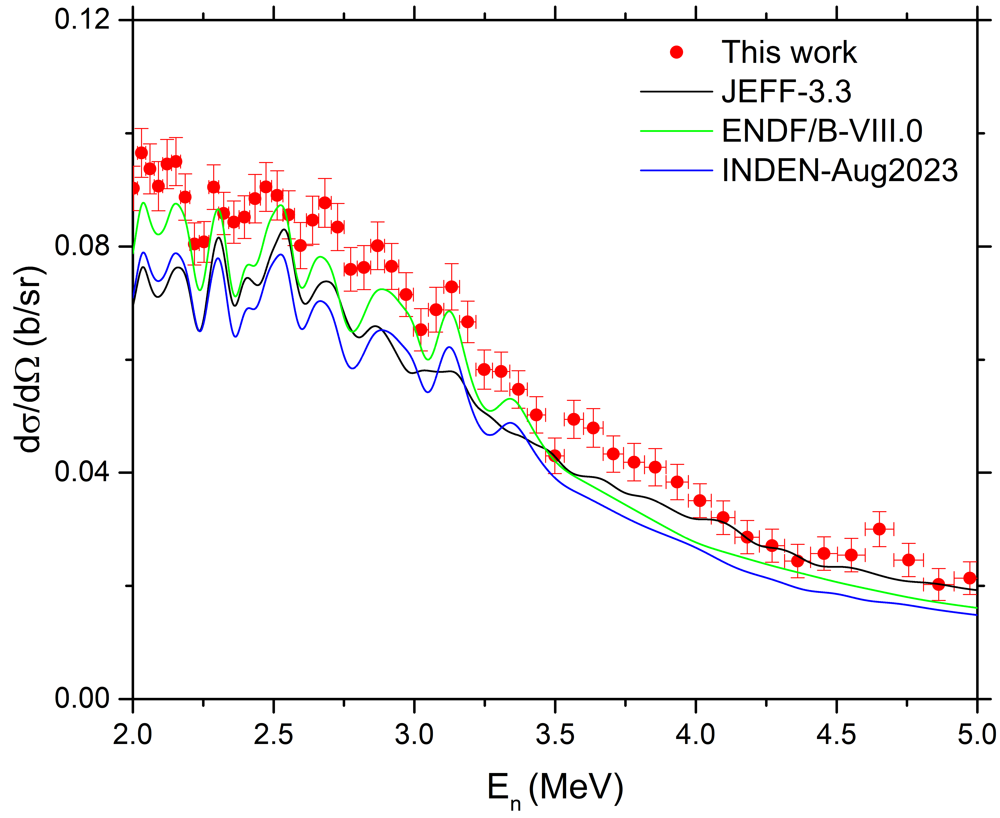 0.12
0.08
0.04
0.00
dσ/dΩ (b/sr)
This work
JEFF-3.3
ENDF/B-VIII.0
INDEN-Aug2023
2.0 2.5 3.0 3.5 4.0 4.5 5.0
En (MeV)